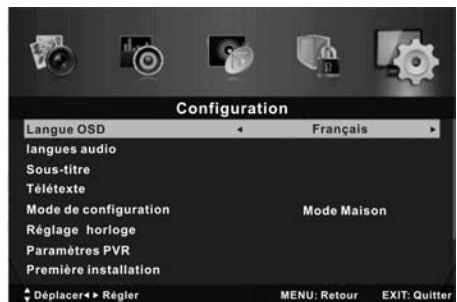 Configuration
Langue OSD ◄ Français ►
langues audio
Sous-titre
Télétexte
Mode de configuration Mode Maison
Réglage horloge
Paramètres PVR
Première installation
Déplacer ◄► Régler MENU: Retour EXIT: Quitter